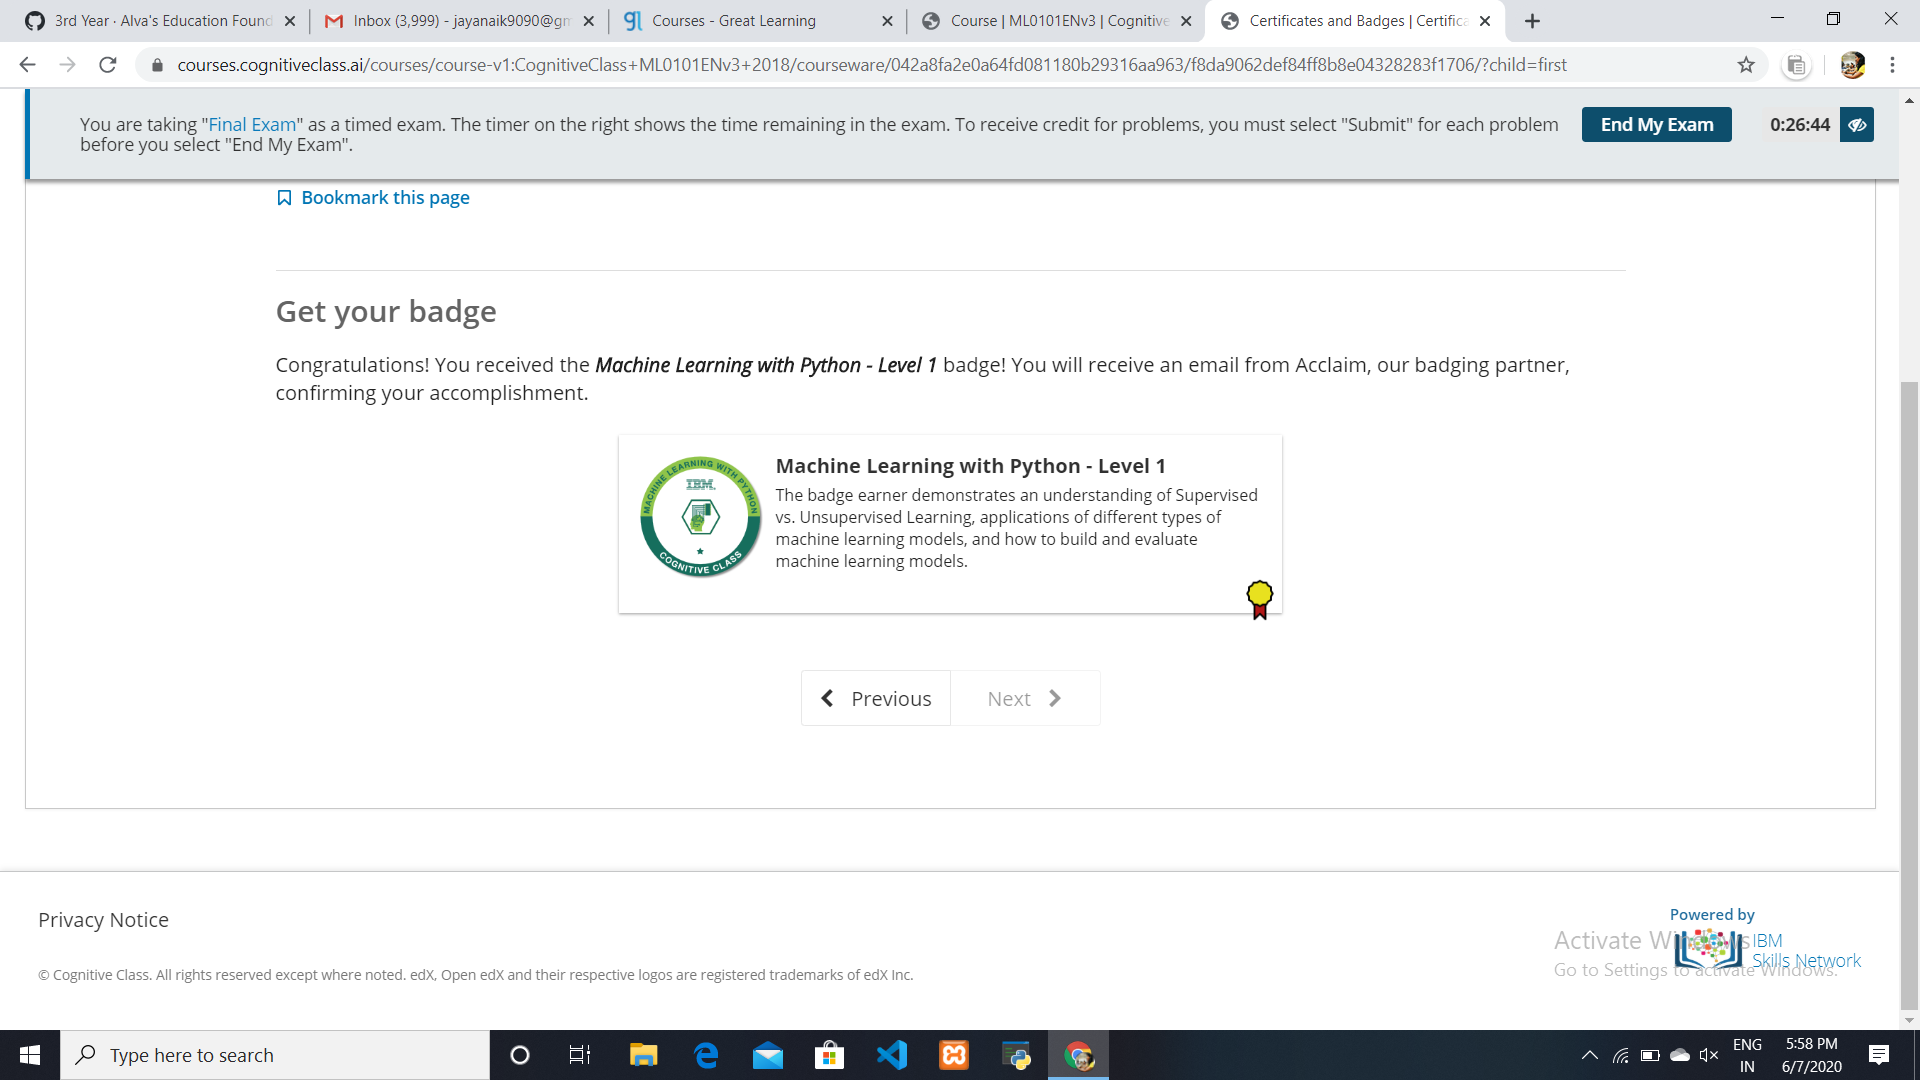 3rd Year · Alva's Education Found
Inbox (3,999) - jayanaik9090@gm
Courses - Great Learning
Course | ML0101ENv3 | Cognitive
Certificates and Badges | Certifica
courses.cognitiveclass.ai/courses/course-v1:CognitiveClass+ML0101ENv3+2018/courseware/042a8fa2e0a64fd081180b29316aa963/f8da9062def84ff8b8e04328283f1706/?child=first
You are taking "Final Exam" as a timed exam. The timer on the right shows the time remaining in the exam. To receive credit for problems, you must select "Submit" for each problem
before you select "End My Exam".
End My Exam
0:26:44
Bookmark this page
Get your badge
Congratulations! You received the Machine Learning with Python - Level 1 badge! You will receive an email from Acclaim, our badging partner,
confirming your accomplishment.
MACHINE LEARNING WITH PYTHON
IBM
COGNITIVE CLASS
Machine Learning with Python - Level 1
The badge earner demonstrates an understanding of Supervised
vs. Unsupervised Learning, applications of different types of
machine learning models, and how to build and evaluate
machine learning models.
Previous
Next
Privacy Notice
© Cognitive Class. All rights reserved except where noted. edX, Open edX and their respective logos are registered trademarks of edX Inc.
Powered by
IBM
Skills Network
Activate Windows
Go to Settings to activate Windows.
Type here to search
ENG
IN
5:58 PM
6/7/2020